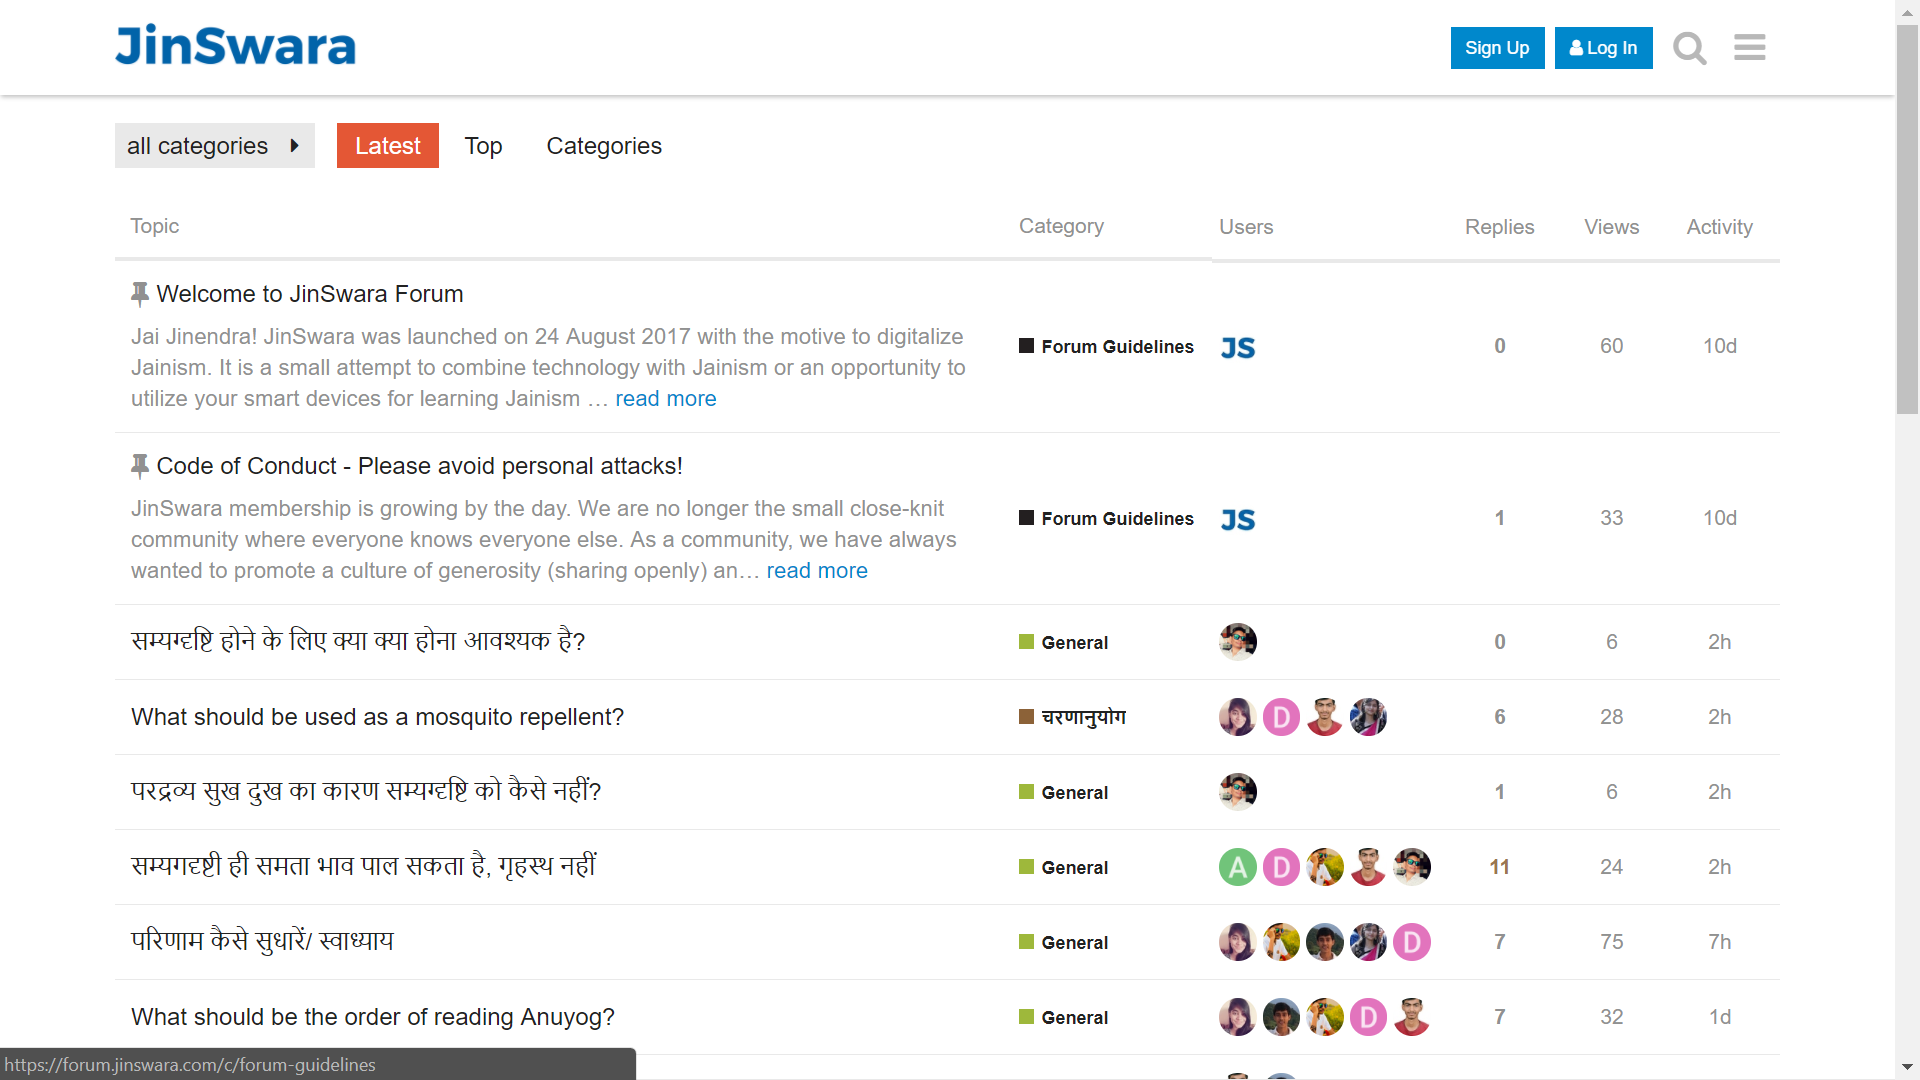 JinSwara
Sign Up
Log In
all categories
Latest
Top
Categories
Topic
Category
Users
Replies
Views
Activity
Welcome to JinSwara Forum
Jai Jinendra! JinSwara was launched on 24 August 2017 with the motive to digitalize
Jainism. It is a small attempt to combine technology with Jainism or an opportunity to
utilize your smart devices for learning Jainism … read more
Forum Guidelines
JS
0
60
10d
Code of Conduct - Please avoid personal attacks!
JinSwara membership is growing by the day. We are no longer the small close-knit
community where everyone knows everyone else. As a community, we have always
wanted to promote a culture of generosity (sharing openly) an… read more
Forum Guidelines
JS
1
33
10d
सम्यग्दृष्टि होने के लिए क्या क्या होना आवश्यक है?
General
0
6
2h
What should be used as a mosquito repellent?
चरणानुयोग
D
6
28
2h
परद्रव्य सुख दुख का कारण सम्यग्दृष्टि को कैसे नहीं?
General
1
6
2h
सम्यगदृष्टी ही समता भाव पाल सकता है, गृहस्थ नहीं
General
A
D
11
24
2h
परिणाम कैसे सुधारें/ स्वाध्याय
General
D
7
75
7h
What should be the order of reading Anuyog?
General
D
7
32
1d
https://forum.jinswara.com/c/forum-guidelines